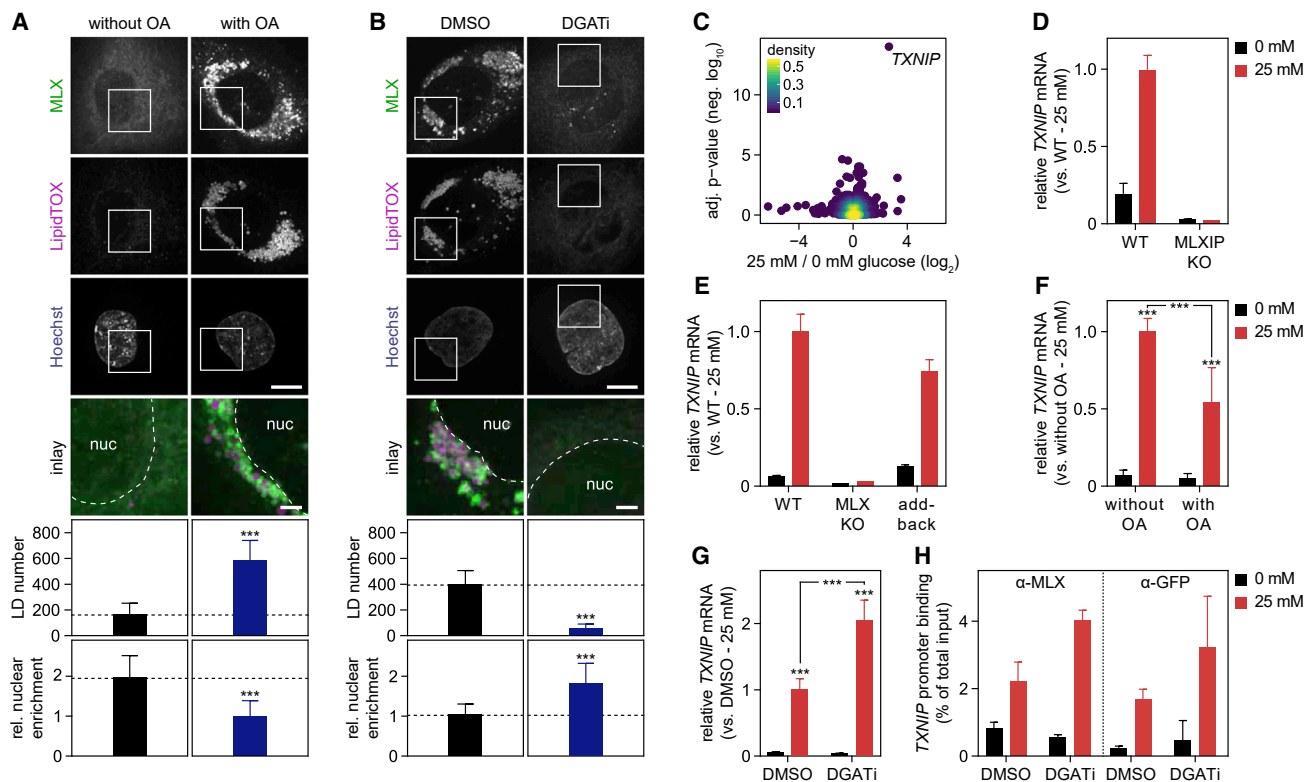 A
without OA
with OA
MLX
LipidTOX
Hoechst
inlay
nuc
nuc
LD number
800
600
400
200
0
***
rel. nuclear
enrichment
2
1
0
***
B
DMSO
DGATi
MLX
LipidTOX
Hoechst
inlay
nuc
nuc
LD number
800
600
400
200
0
***
rel. nuclear
enrichment
2
1
0
***
C
adj. p-value (neg. log10)
10
5
0
density
0.5
0.3
0.1
TXNIP
−4
0
4
25 mM / 0 mM glucose (log2)
D
relative TXNIP mRNA
(vs. WT - 25 mM)
1.0
0.5
0
WT
MLXIP
KO
0 mM
25 mM
E
relative TXNIP mRNA
(vs. WT - 25 mM)
1.0
0.5
0
WT
MLX
KO
add-
back
F
relative TXNIP mRNA
(vs. without OA - 25 mM)
1.0
0.5
0
***
***
***
without
OA
with
OA
0 mM
25 mM
G
relative TXNIP mRNA
(vs. DMSO - 25 mM)
3
2
1
0
***
***
***
DMSO
DGATi
H
TXNIP promoter binding
(% of total input)
4
2
0
α-MLX
α-GFP
DMSO
DGATi
DMSO
DGATi
0 mM
25 mM